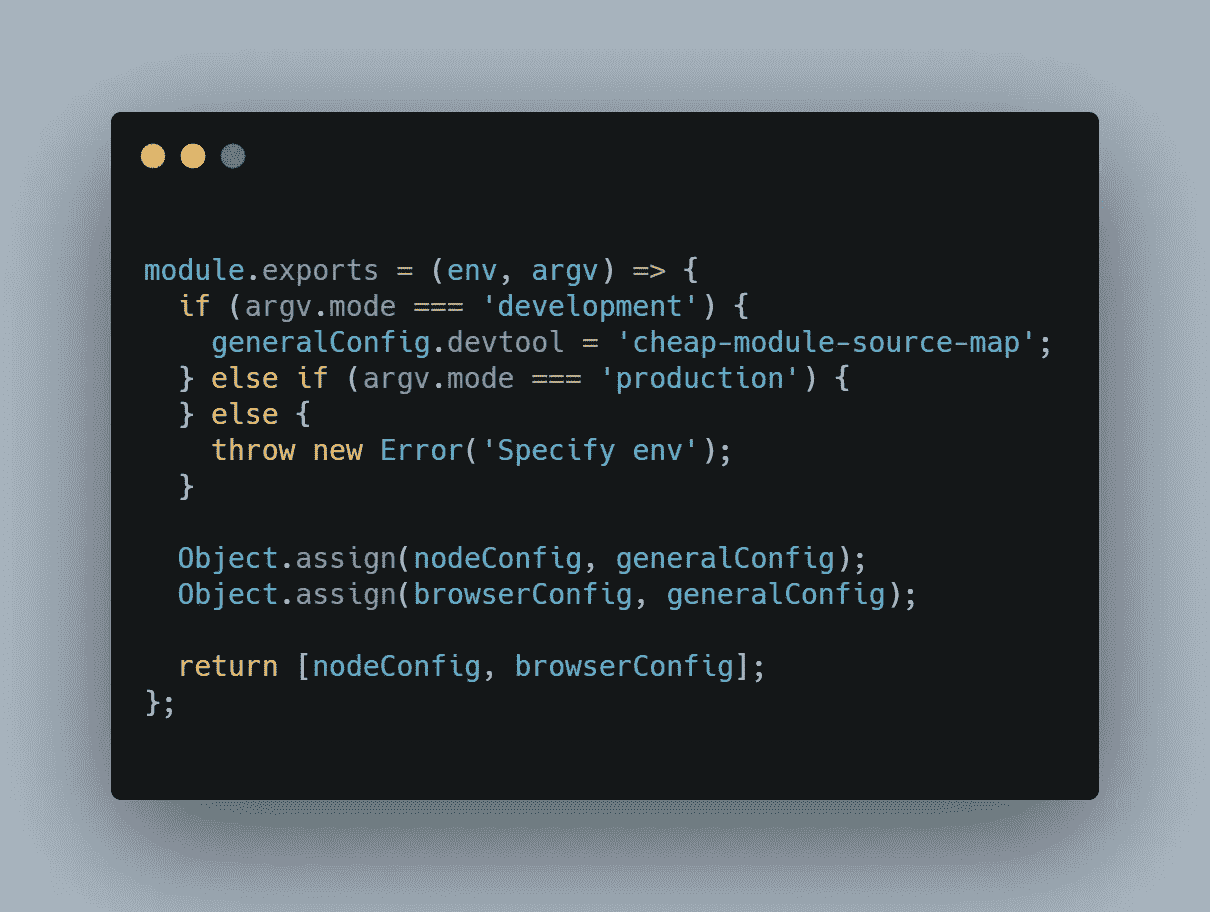 module.exports = (env, argv) => {
  if (argv.mode === 'development') {
    generalConfig.devtool = 'cheap-module-source-map';
  } else if (argv.mode === 'production') {
  } else {
    throw new Error('Specify env');
  }

  Object.assign(nodeConfig, generalConfig);
  Object.assign(browserConfig, generalConfig);

  return [nodeConfig, browserConfig];
};